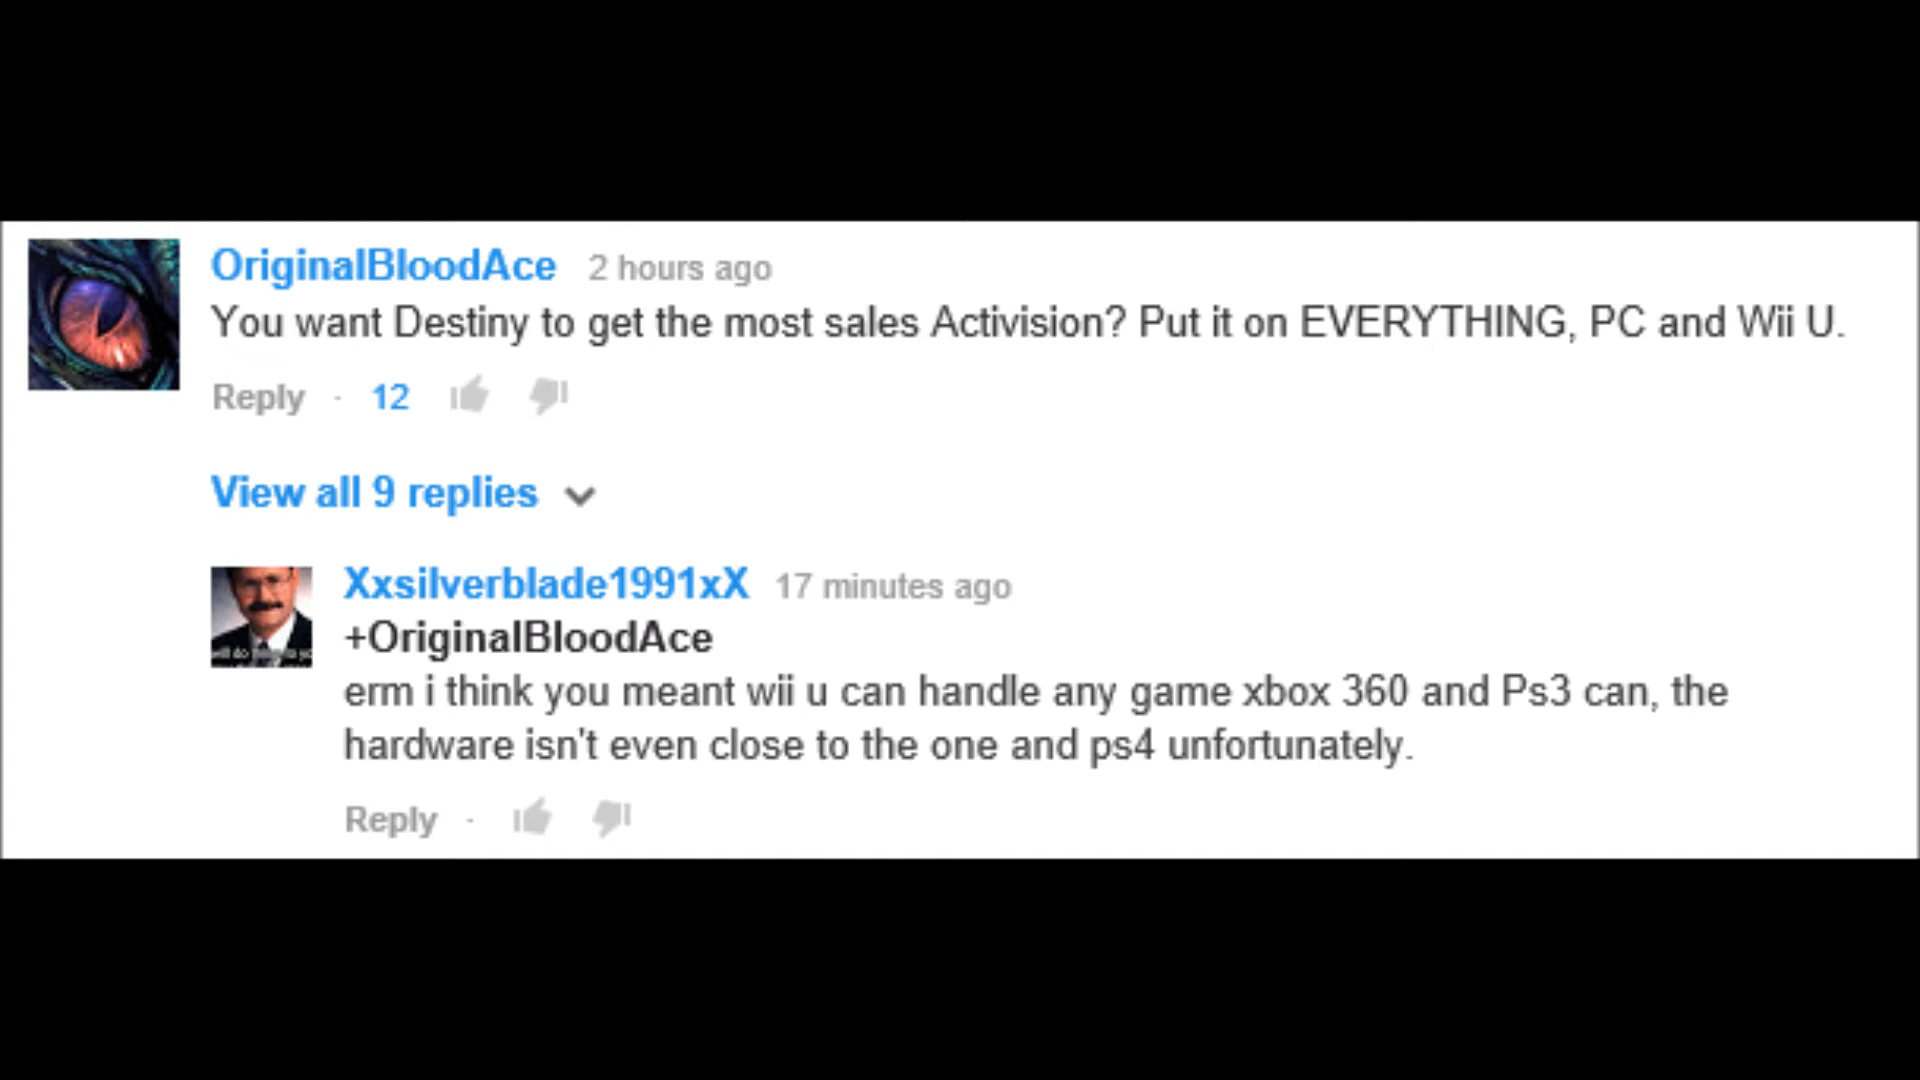 OriginalBloodAce 2 hours ago
You want Destiny to get the most sales Activision? Put it on EVERYTHING, PC and Wii U.
Reply · 12
View all 9 replies
Xxsilverblade1991xX 17 minutes ago
+OriginalBloodAce
erm i think you meant wii u can handle any game xbox 360 and Ps3 can, the
hardware isn't even close to the one and ps4 unfortunately.
Reply ·